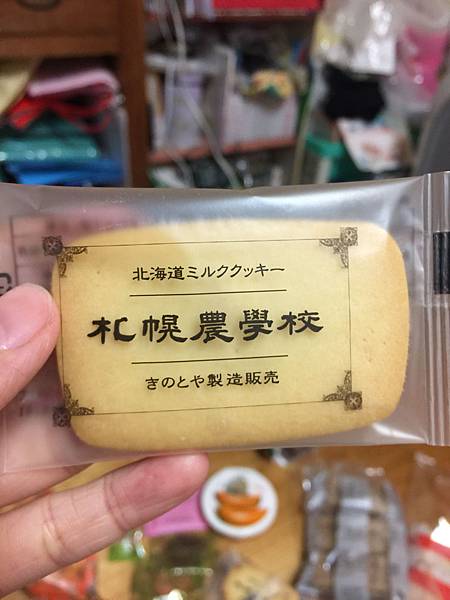 北海道ミルククッキー
札幌農學校
きのとや製造販売